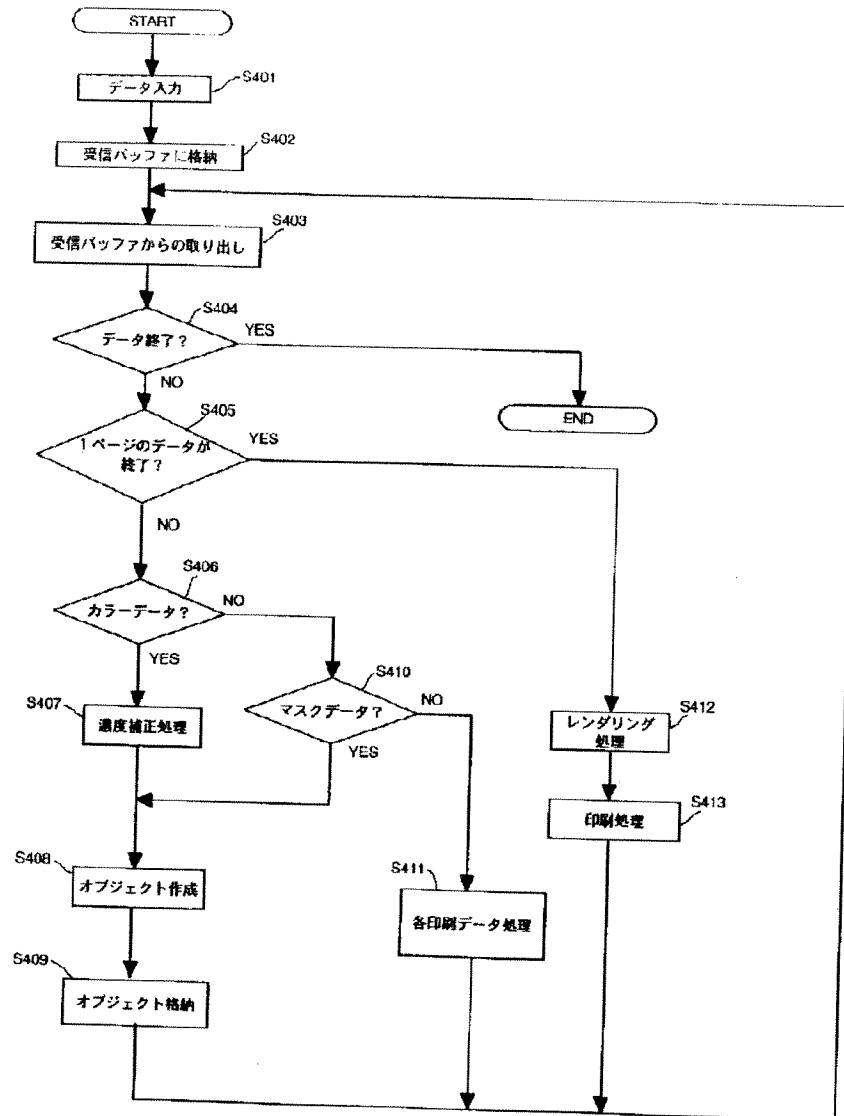 START
S401
データ入力
S402
受信バッファに格納
S403
受信バッファからの取り出し
S404
データ終了?
YES
NO
END
S405
1ページのデータが
終了?
YES
NO
S406
カラーデータ?
NO
YES
S410
マスクデータ?
NO
YES
S407
濃度補正処理
S412
レンダリング
処理
S413
印刷処理
S408
オブジェクト作成
S411
各印刷データ処理
S409
オブジェクト格納